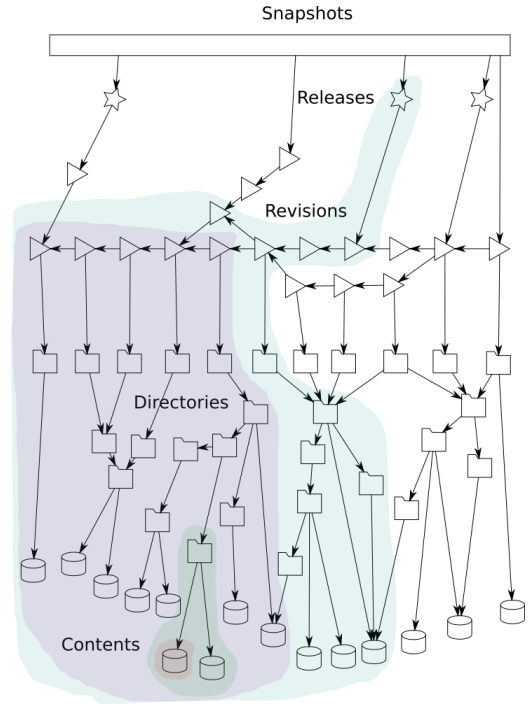 Snapshots
Releases
Revisions
Directories
Contents